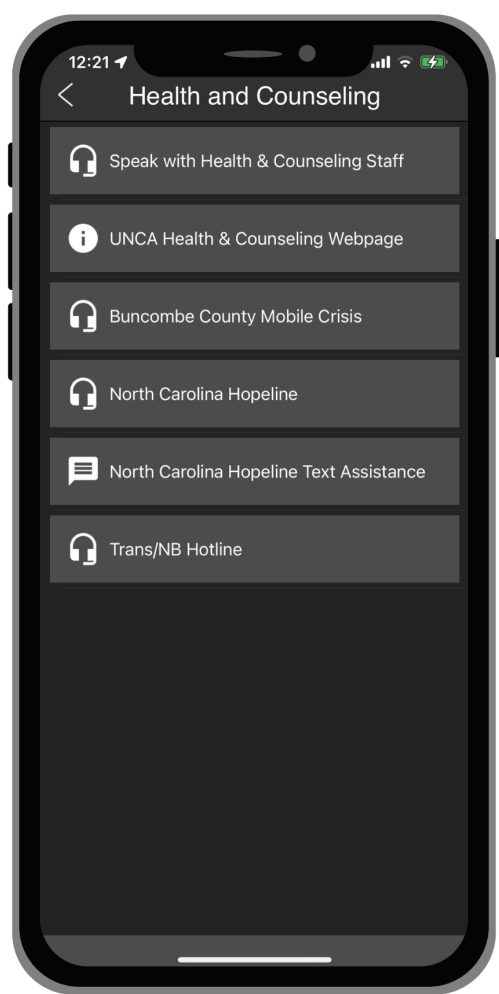 12:21
Health and Counseling
Speak with Health & Counseling Staff
UNCA Health & Counseling Webpage
Buncombe County Mobile Crisis
North Carolina Hopeline
North Carolina Hopeline Text Assistance
Trans/NB Hotline